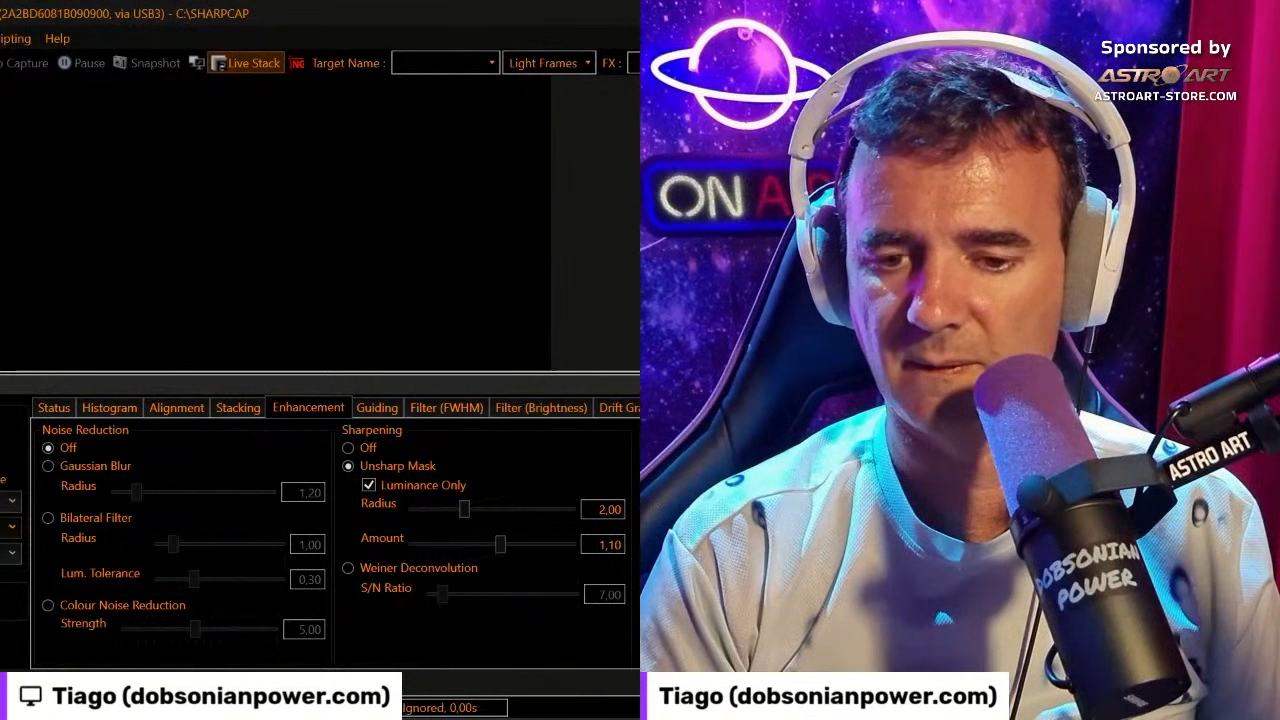 (2A2BD6081B090900, via USB3) - C:\SHARPCAP
ipting Help
Capture Pause Snapshot Live Stack Target Name : Light Frames FX :
Status Histogram Alignment Stacking Enhancement Guiding Filter (FWHM) Filter (Brightness) Drift Gra
Noise Reduction
Off
Gaussian Blur
Radius 1,20
Bilateral Filter
Radius 1,00
Lum. Tolerance 0,30
Colour Noise Reduction
Strength 5,00
Sharpening
Off
Unsharp Mask
Luminance Only
Radius 2,00
Amount 1,10
Weiner Deconvolution
S/N Ratio 7,00
Ignored, 0,00s
Tiago (dobsonianpower.com)
Sponsored by
ASTROART
ASTROART-STORE.COM
ON A
ASTRO ART
DOBSONIAN
POWER
Tiago (dobsonianpower.com)